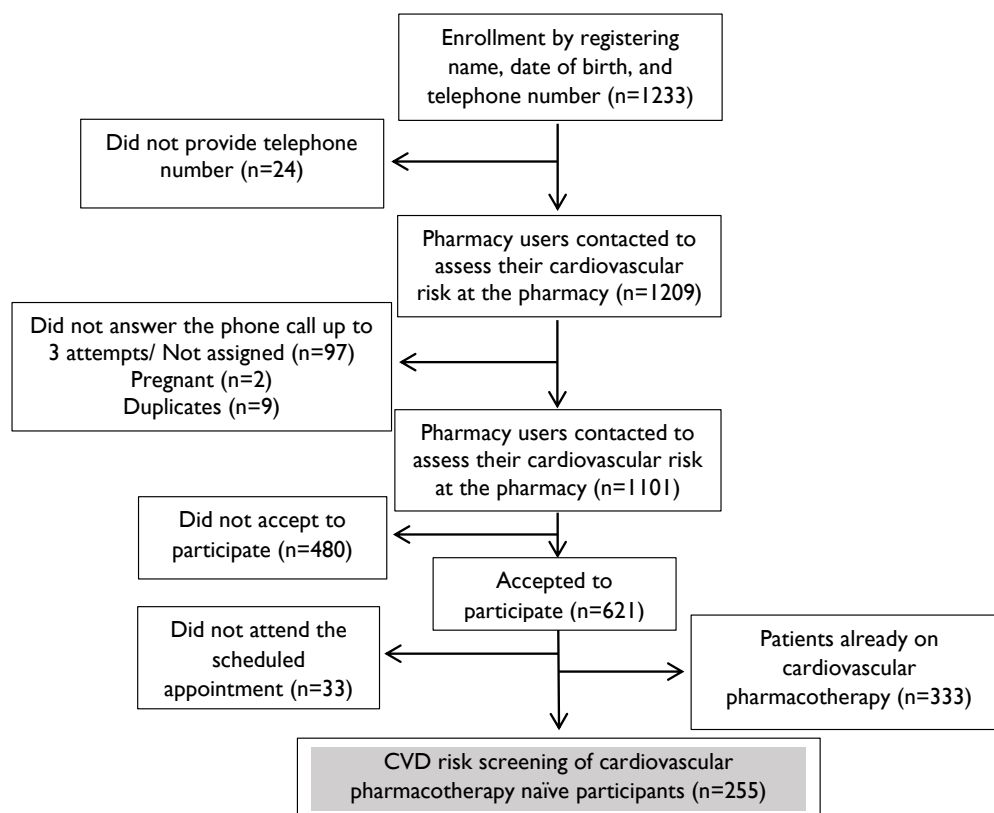 Enrollment by registering
name, date of birth, and
telephone number (n=1233)
Did not provide telephone
number (n=24)
Pharmacy users contacted to
assess their cardiovascular
risk at the pharmacy (n=1209)
Did not answer the phone call up to
3 attempts/ Not assigned (n=97)
Pregnant (n=2)
Duplicates (n=9)
Pharmacy users contacted to
assess their cardiovascular risk
at the pharmacy (n=1101)
Did not accept to
participate (n=480)
Accepted to
participate (n=621)
Did not attend the
scheduled
appointment (n=33)
Patients already on
cardiovascular
pharmacotherapy (n=333)
CVD risk screening of cardiovascular
pharmacotherapy naïve participants (n=255)